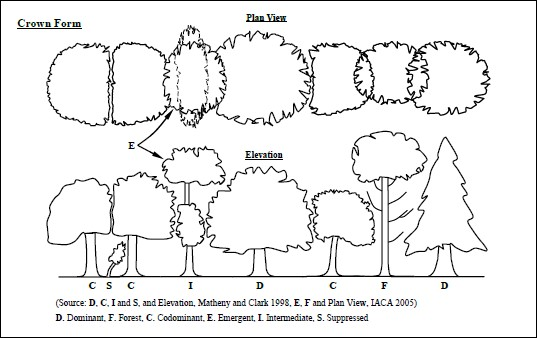 Plan View
Crown Form
E
Elevation
C S C I D C F D
(Source: D, C, I and S, and Elevation, Matheny and Clark 1998, E, F and Plan View, IACA 2005)
D. Dominant, F. Forest, C. Codominant, E. Emergent, I. Intermediate, S. Suppressed